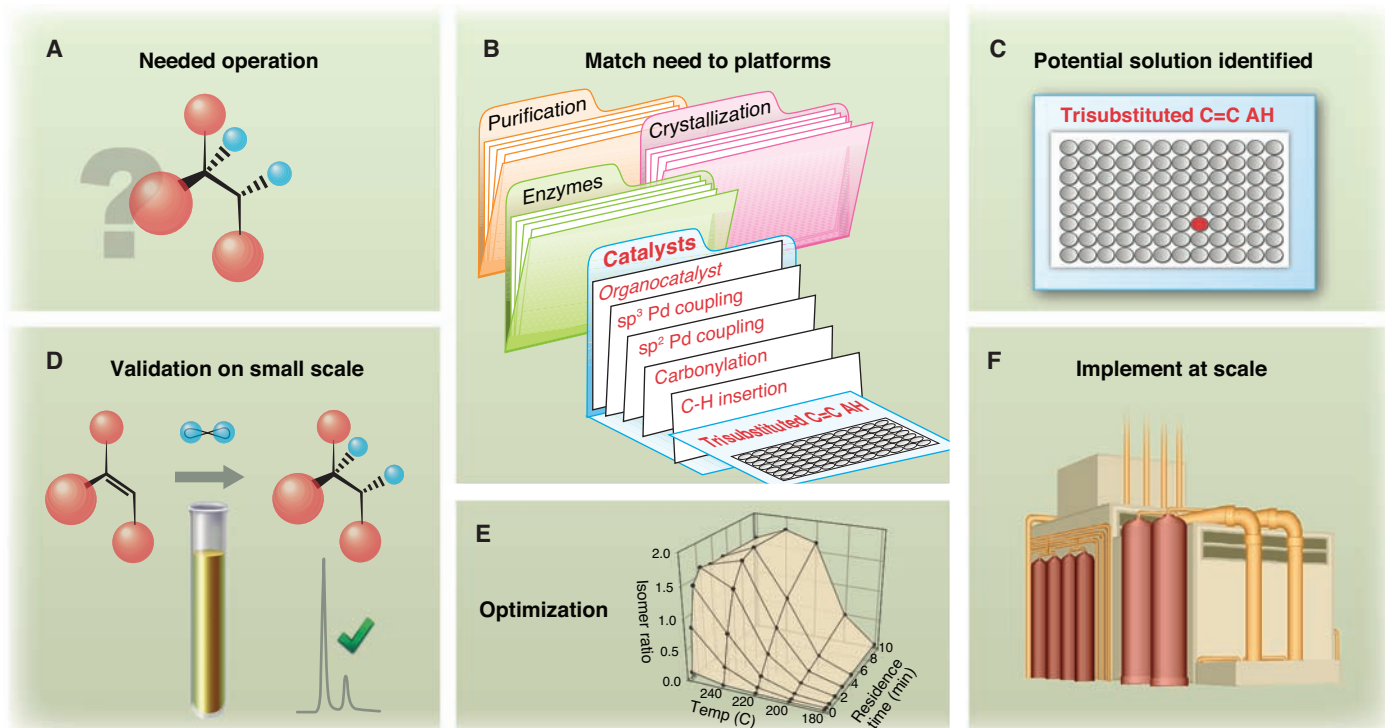 A
Needed operation
?
B
Match need to platforms
Purification
Crystallization
Enzymes
Catalysts
Organocatalyst
sp³ Pd coupling
sp² Pd coupling
Carbonylation
C-H insertion
Trisubstituted C=C AH
C
Potential solution identified
Trisubstituted C=C AH
D
Validation on small scale
E
Optimization
Isomer ratio
2.0
1.5
1.0
0.5
0.0
240
220
200
180
Temp (C)
0
2
4
6
8
10
Residence
time (min)
F
Implement at scale